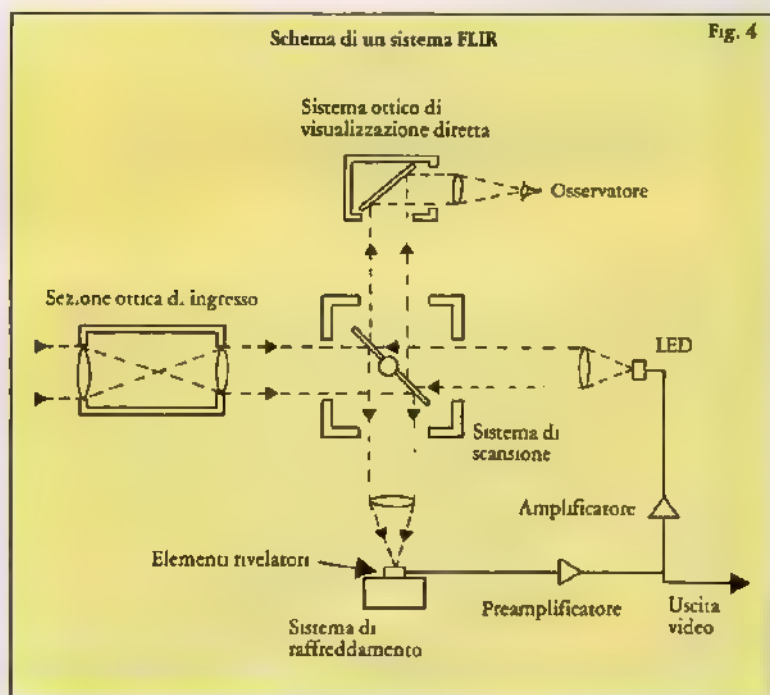 Schema di un sistema FLIR
Fig. 4
Sistema ottico di
visualizzazione diretta
Osservatore
Sezione ottica di ingresso
LED
Sistema di
scansione
Amplificatore
Elementi rivelatori
Preamplificatore
Uscita
video
Sistema di
raffreddamento